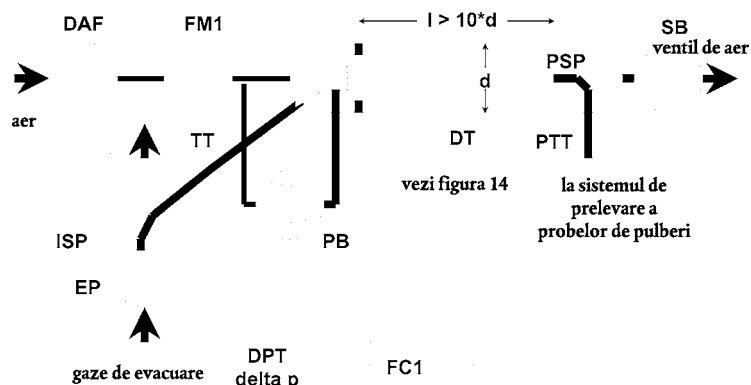 DAF
FM1
l > 10*d
SB
ventil de aer
d
PSP
aer
TT
DT
PTT
vezi figura 14
la sistemul de
prelevare a
probelor de pulberi
ISP
PB
EP
gaze de evacuare
DPT
delta p
FC1